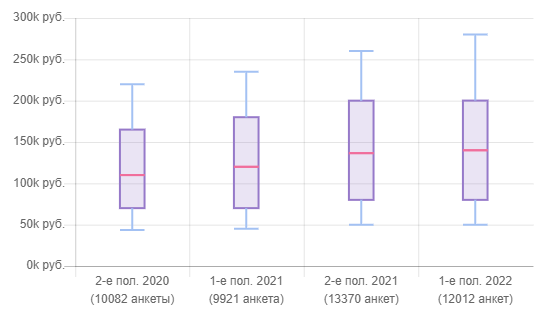 300k руб.
250k руб.
200k руб.
150k руб.
100k руб.
50k руб.
0k руб.
2-е пол. 2020 1-е пол. 2021 2-е пол. 2021 1-е пол. 2022
(10082 анкеты) (9921 анкета) (13370 анкет) (12012 анкет)